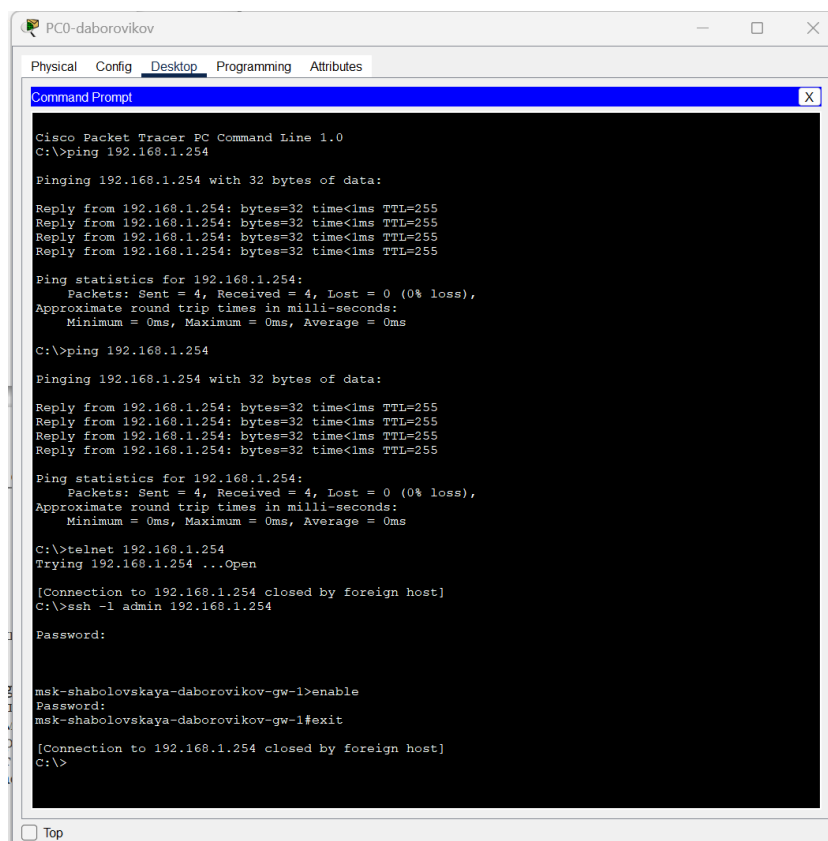 PC0-daborovikov
Physical Config Desktop Programming Attributes
Command Prompt X
Cisco Packet Tracer PC Command Line 1.0
C:\>ping 192.168.1.254
Pinging 192.168.1.254 with 32 bytes of data:
Reply from 192.168.1.254: bytes=32 time<1ms TTL=255
Reply from 192.168.1.254: bytes=32 time<1ms TTL=255
Reply from 192.168.1.254: bytes=32 time<1ms TTL=255
Reply from 192.168.1.254: bytes=32 time<1ms TTL=255
Ping statistics for 192.168.1.254:
Packets: Sent = 4, Received = 4, Lost = 0 (0% loss),
Approximate round trip times in milli-seconds:
Minimum = 0ms, Maximum = 0ms, Average = 0ms
C:\>ping 192.168.1.254
Pinging 192.168.1.254 with 32 bytes of data:
Reply from 192.168.1.254: bytes=32 time<1ms TTL=255
Reply from 192.168.1.254: bytes=32 time<1ms TTL=255
Reply from 192.168.1.254: bytes=32 time<1ms TTL=255
Reply from 192.168.1.254: bytes=32 time<1ms TTL=255
Ping statistics for 192.168.1.254:
Packets: Sent = 4, Received = 4, Lost = 0 (0% loss),
Approximate round trip times in milli-seconds:
Minimum = 0ms, Maximum = 0ms, Average = 0ms
C:\>telnet 192.168.1.254
Trying 192.168.1.254 ...Open
[Connection to 192.168.1.254 closed by foreign host]
C:\>ssh -l admin 192.168.1.254
Password:
msk-shabolovskaya-daborovikov-gw-1>enable
Password:
msk-shabolovskaya-daborovikov-gw-1#exit
[Connection to 192.168.1.254 closed by foreign host]
C:\>
Top